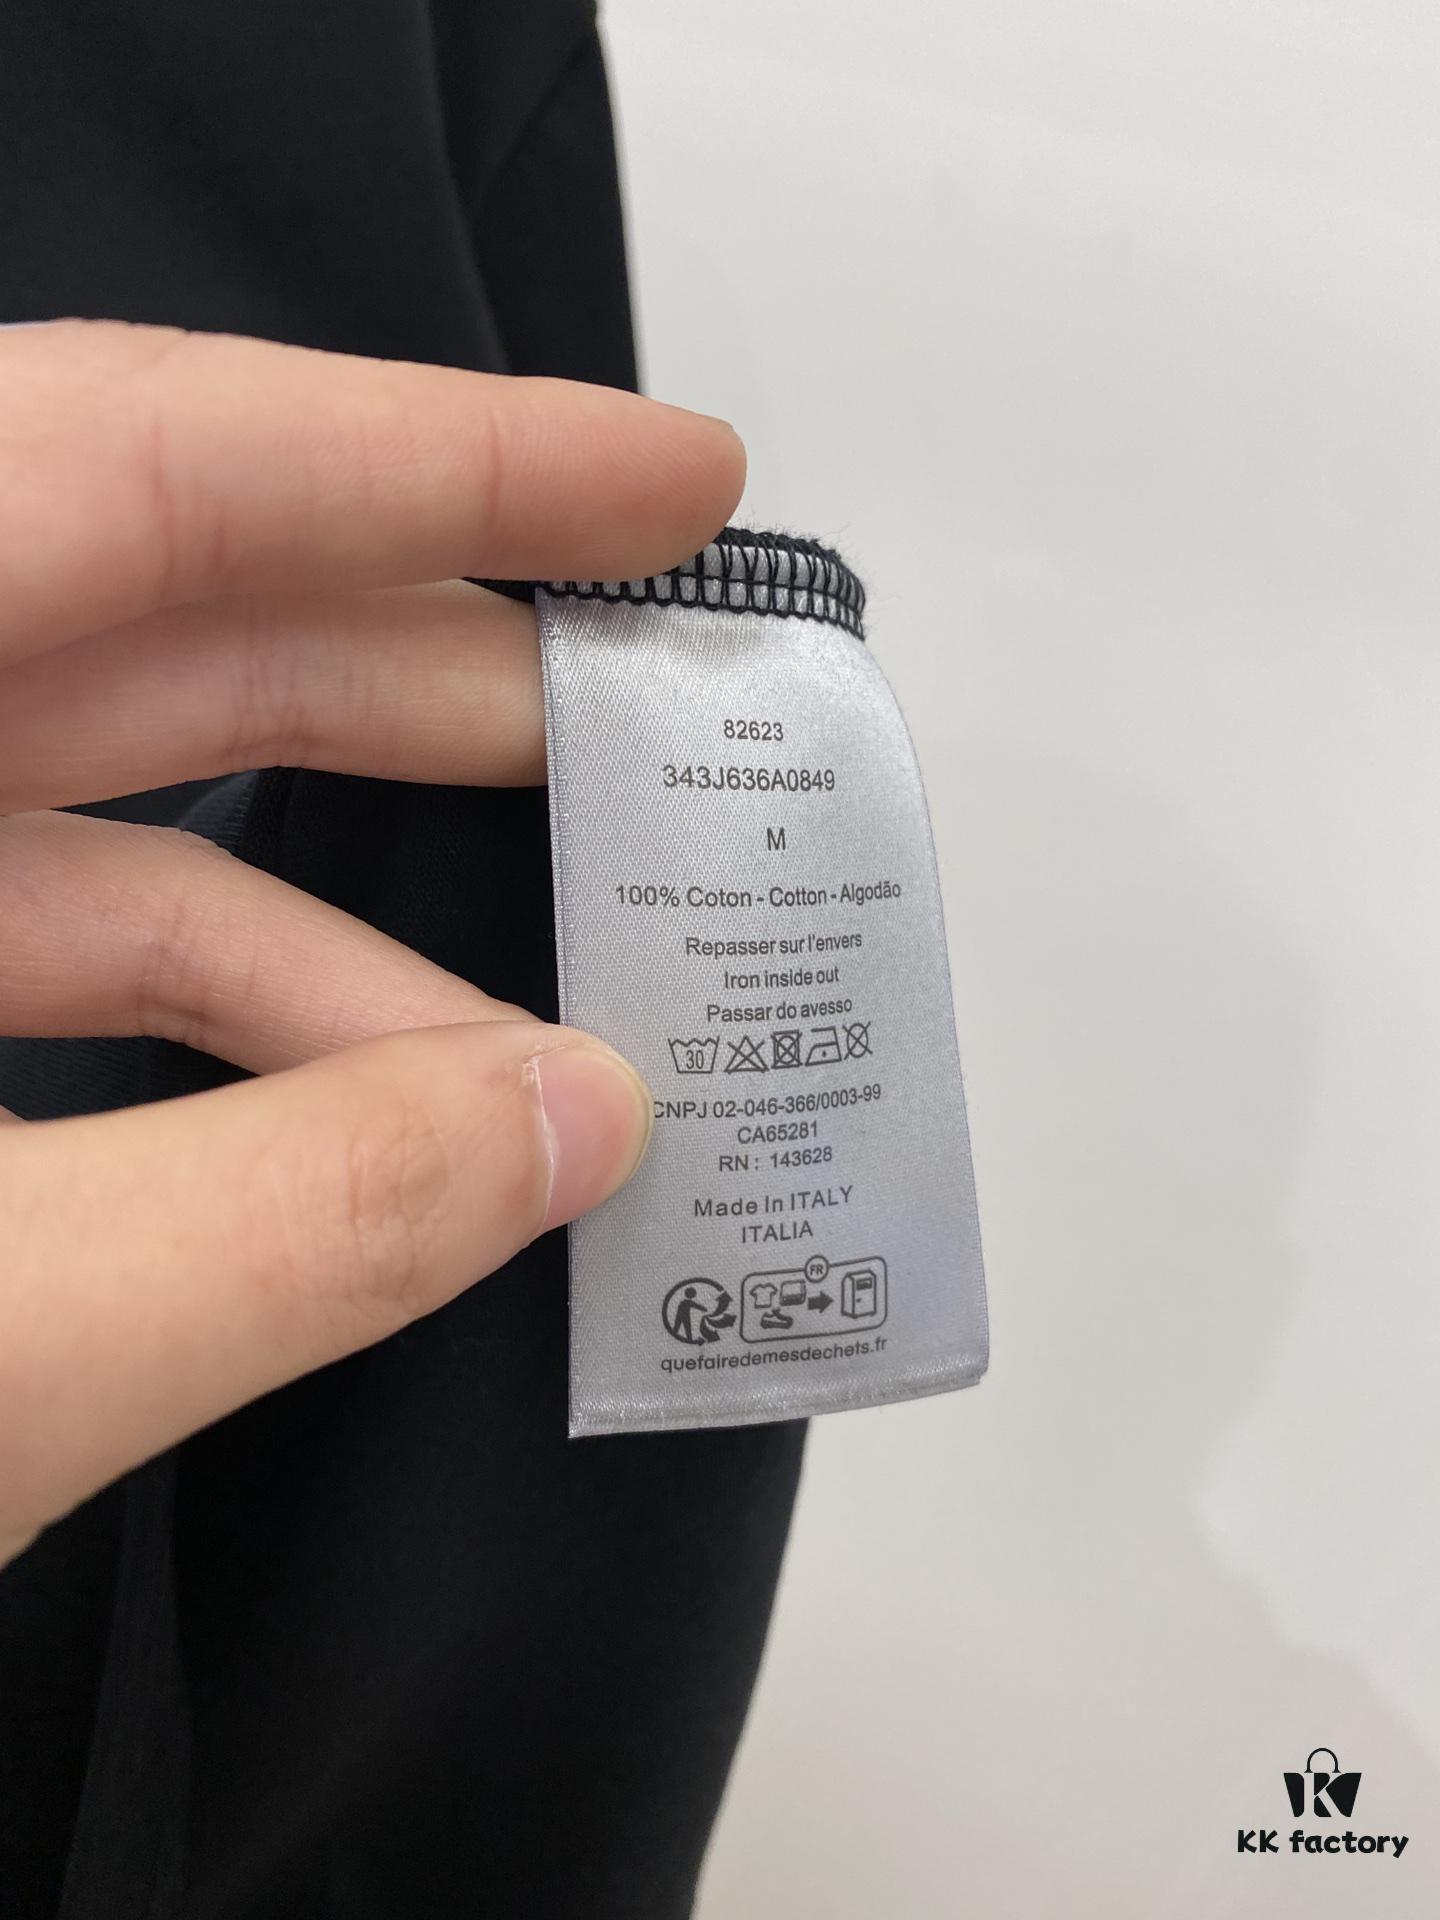 82623
343J636A0849
M
100% Coton - Cotton - Algodão
Repasser sur l'envers
Iron inside out
Passar do avesso
30
CNPJ 02-046-366/0003-99
CA65281
RN : 143628
Made In ITALY
ITALIA
FR
quefairedemesdechets.fr
KK factory